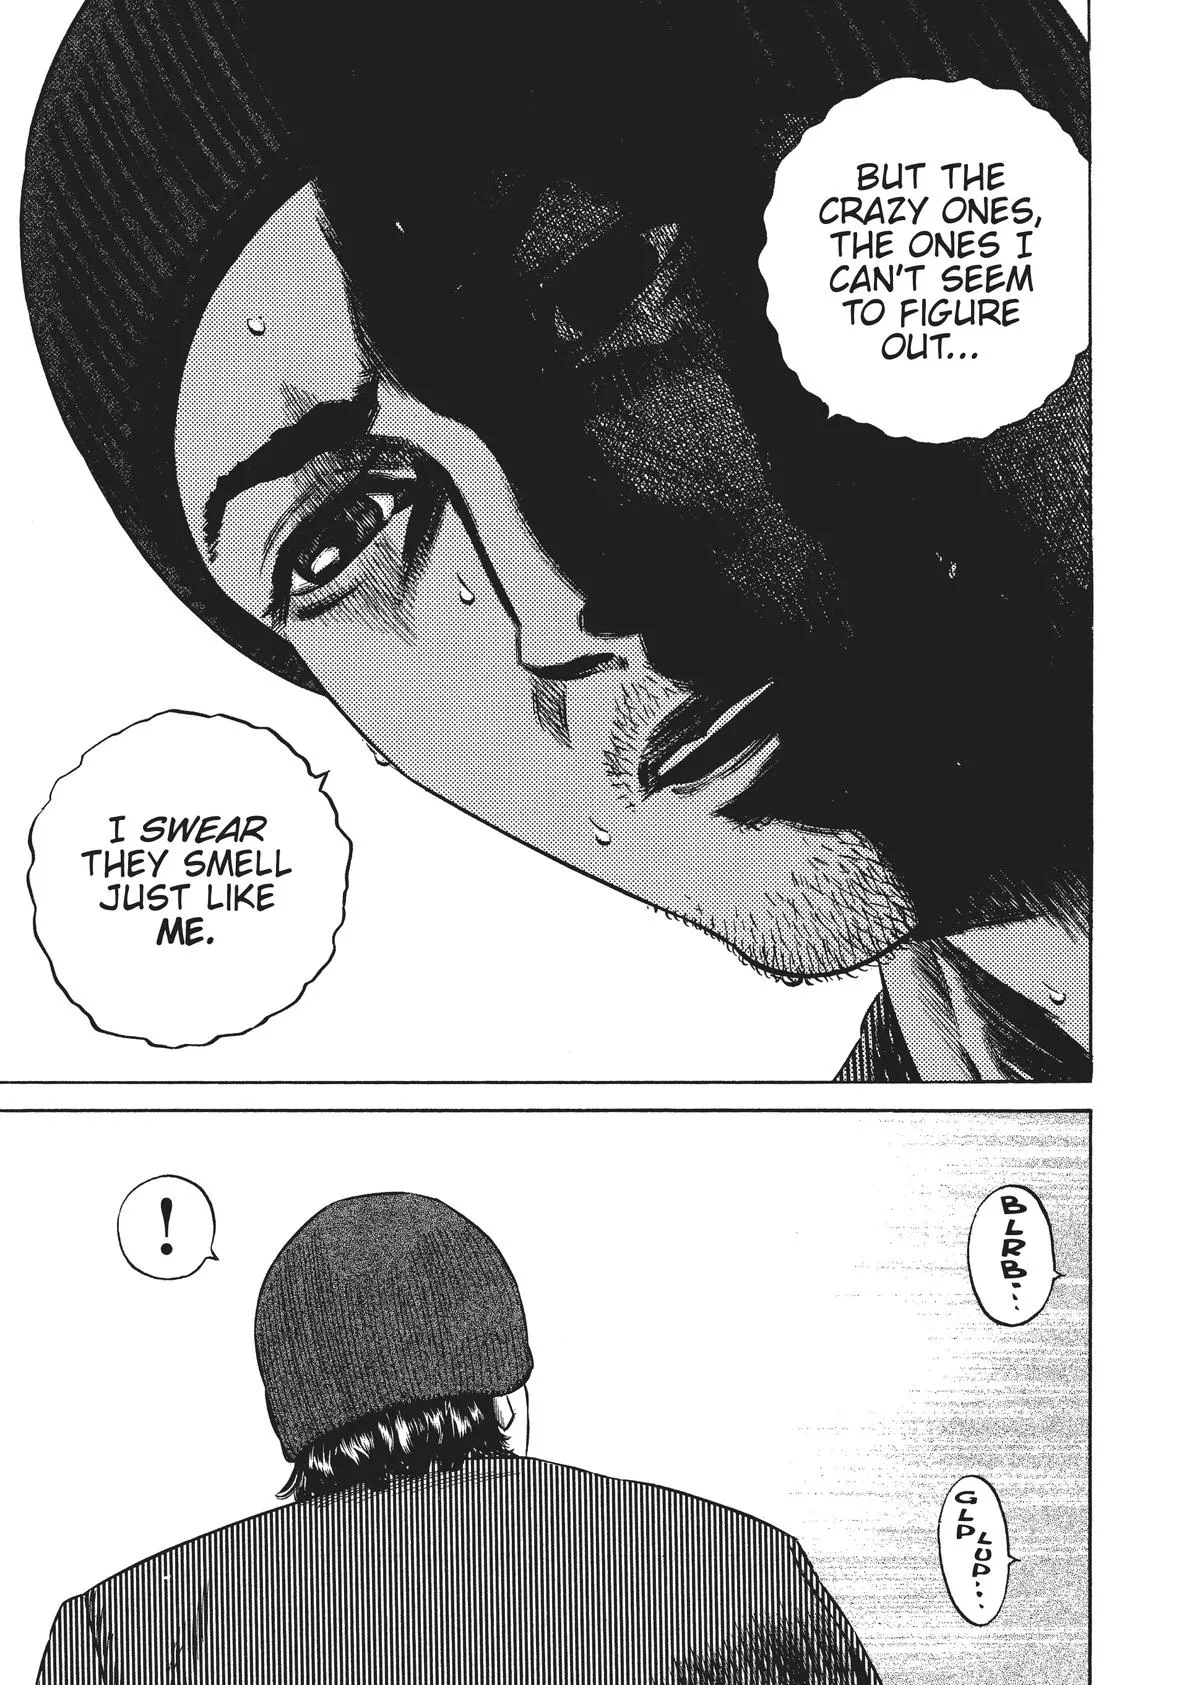 BUT THE
CRAZY ONES,
THE ONES I
CAN'T SEEM
TO FIGURE
OUT...
I SWEAR
THEY SMELL
JUST LIKE
ME.
BLRB...
!
GLP
LUP...